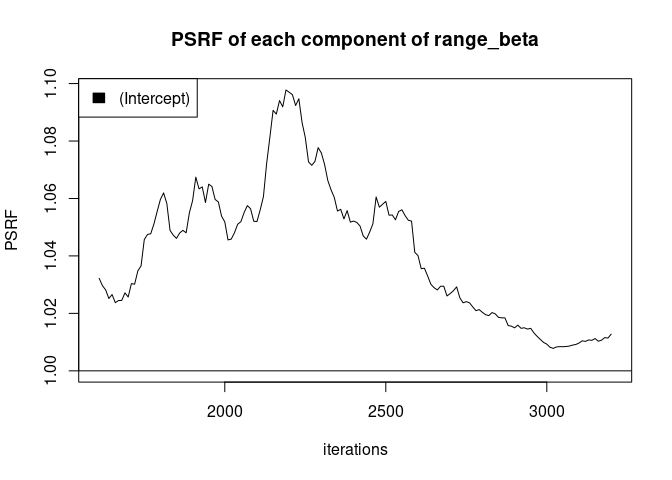 PSRF of each component of range_beta
(Intercept)
PSRF
1.10
1.08
1.06
1.04
1.02
1.00
2000 2500 3000
iterations